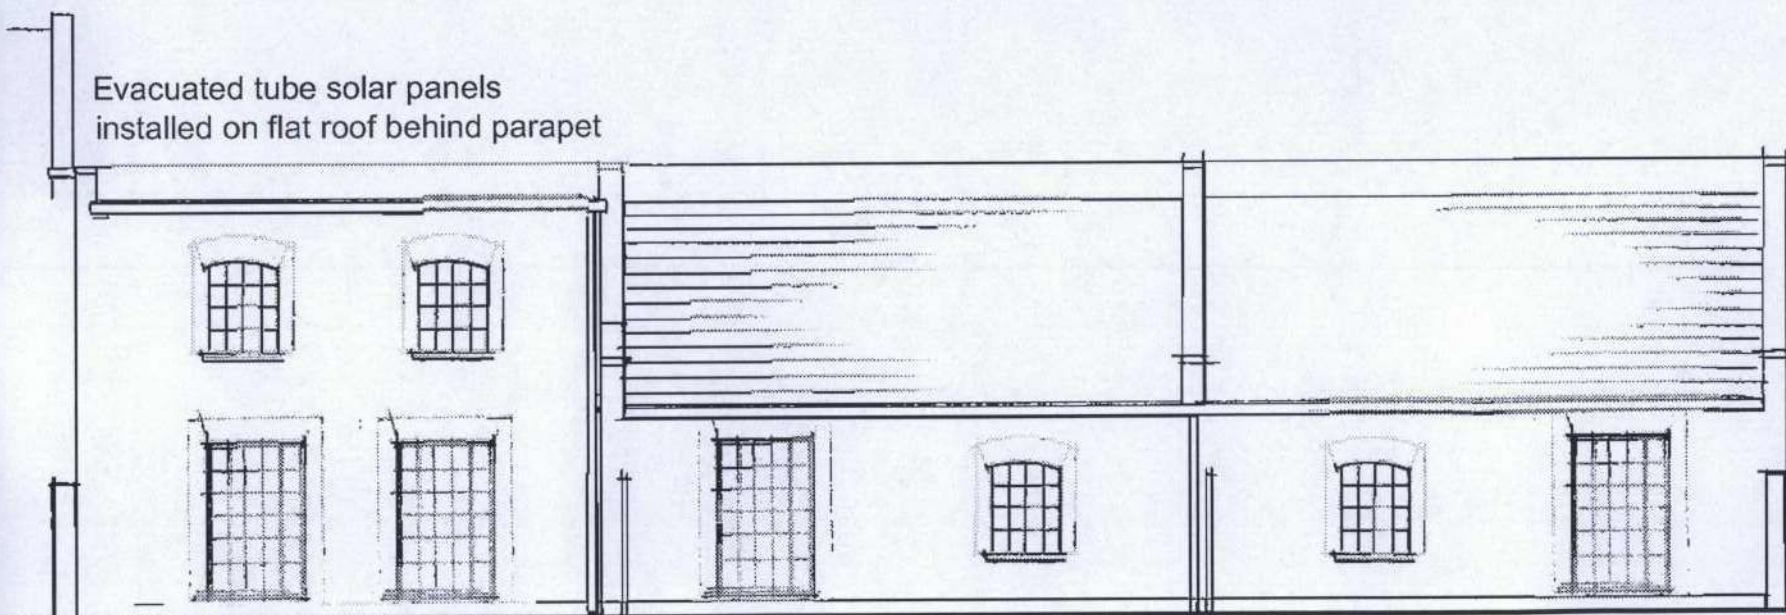 Evacuated tube solar panels
installed on flat roof behind parapet